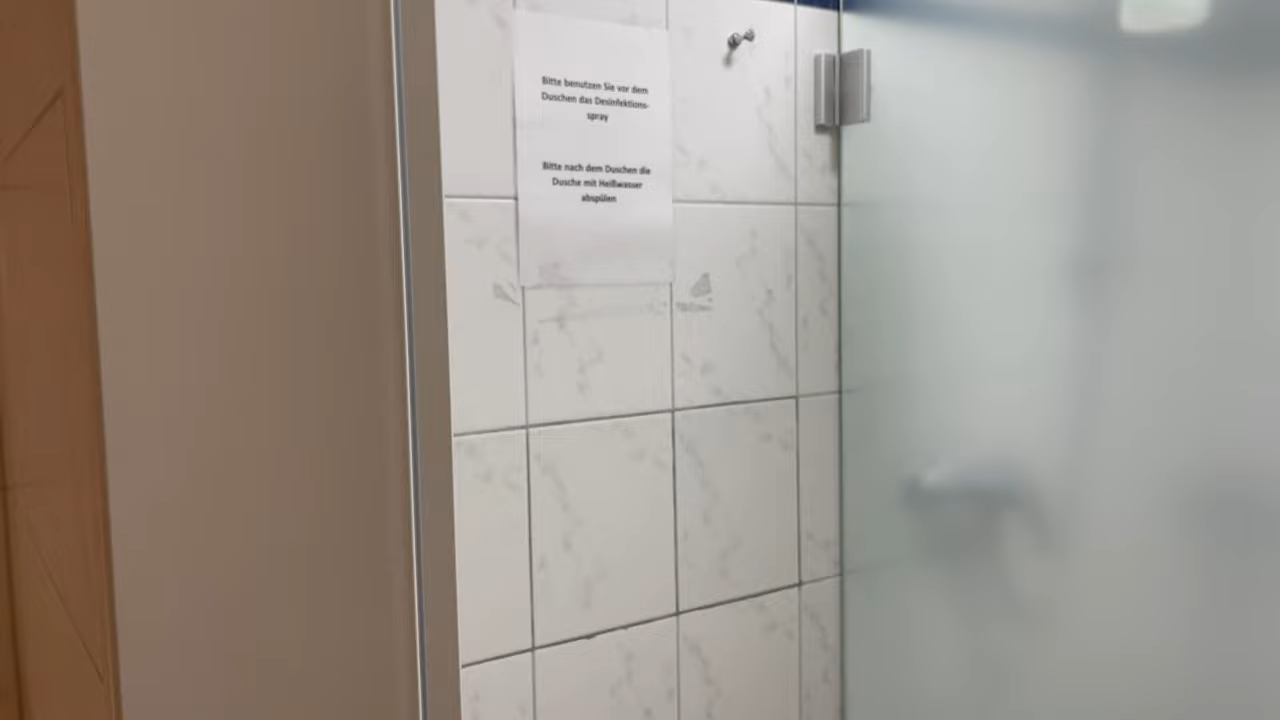 Bitte benutzen Sie vor dem
Duschen das Desinfektions-
spray
Bitte nach dem Duschen die
Dusche mit Heißwasser
abspülen